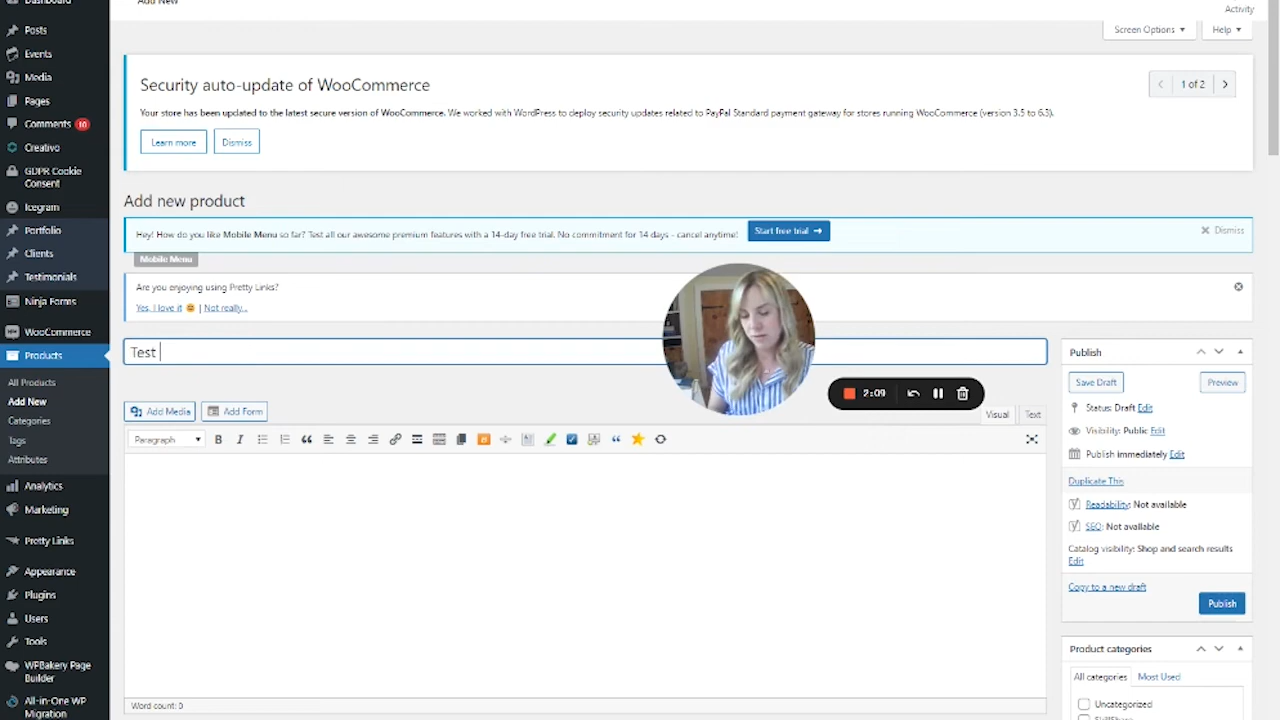 Dashboard
Add New
Activity
Posts
Events
Media
Pages
Comments 10
Creativo
GDPR Cookie
Consent
Icegram
Portfolio
Clients
Testimonials
Ninja Forms
WooCommerce
Products
All Products
Add New
Categories
Tags
Attributes
Analytics
Marketing
Pretty Links
Appearance
Plugins
Users
Tools
WPBakery Page
Builder
All-in-One WP
Migration
Screen Options
Help
Security auto-update of WooCommerce
1 of 2
Your store has been updated to the latest secure version of WooCommerce. We worked with WordPress to deploy security updates related to PayPal Standard payment gateway for stores running WooCommerce (version 3.5 to 6.3).
Learn more
Dismiss
Add new product
Hey! How do you like Mobile Menu so far? Test all our awesome premium features with a 14-day free trial. No commitment for 14 days - cancel anytime!
Start free trial →
Dismiss
Mobile Menu
Are you enjoying using Pretty Links?
Yes, I love it | Not really...
Test
2:09
Add Media
Add Form
Visual
Text
Paragraph
Word count: 0
Publish
Save Draft
Preview
Status: Draft Edit
Visibility: Public Edit
Publish immediately Edit
Duplicate This
Readability: Not available
SEO: Not available
Catalog visibility: Shop and search results
Edit
Copy to a new draft
Publish
Product categories
All categories
Most Used
Uncategorized
SkillShare